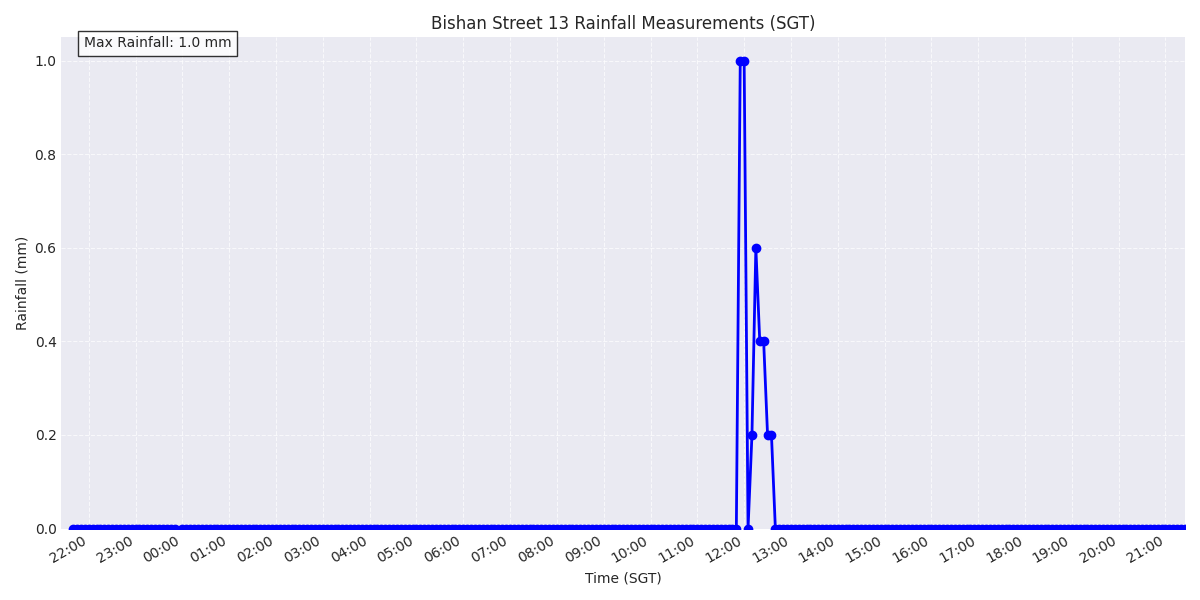 Bishan Street 13 Rainfall Measurements (SGT)
Max Rainfall: 1.0 mm
1.0
0.8
0.6
0.4
0.2
0.0
Rainfall (mm)
22:00 23:00 00:00 01:00 02:00 03:00 04:00 05:00 06:00 07:00 08:00 09:00 10:00 11:00 12:00 13:00 14:00 15:00 16:00 17:00 18:00 19:00 20:00 21:00
Time (SGT)